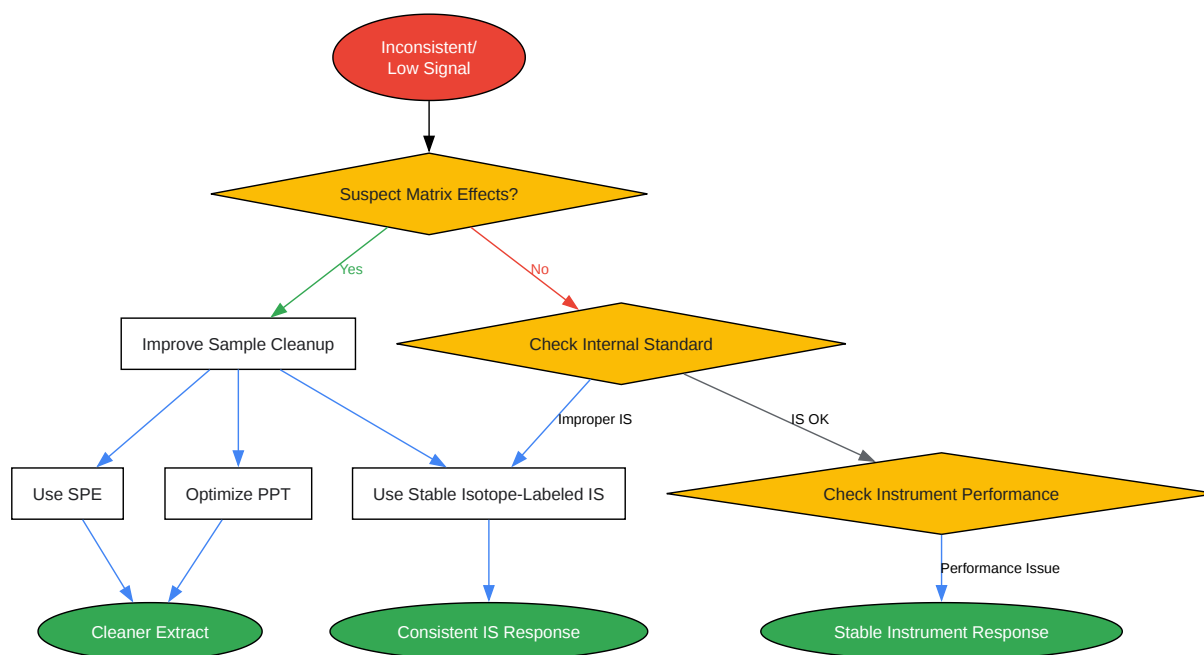 Inconsistent/
Low Signal
Suspect Matrix Effects?
Yes
No
Improve Sample Cleanup
Check Internal Standard
Improper IS
IS OK
Use SPE
Optimize PPT
Use Stable Isotope-Labeled IS
Check Instrument Performance
Performance Issue
Cleaner Extract
Consistent IS Response
Stable Instrument Response